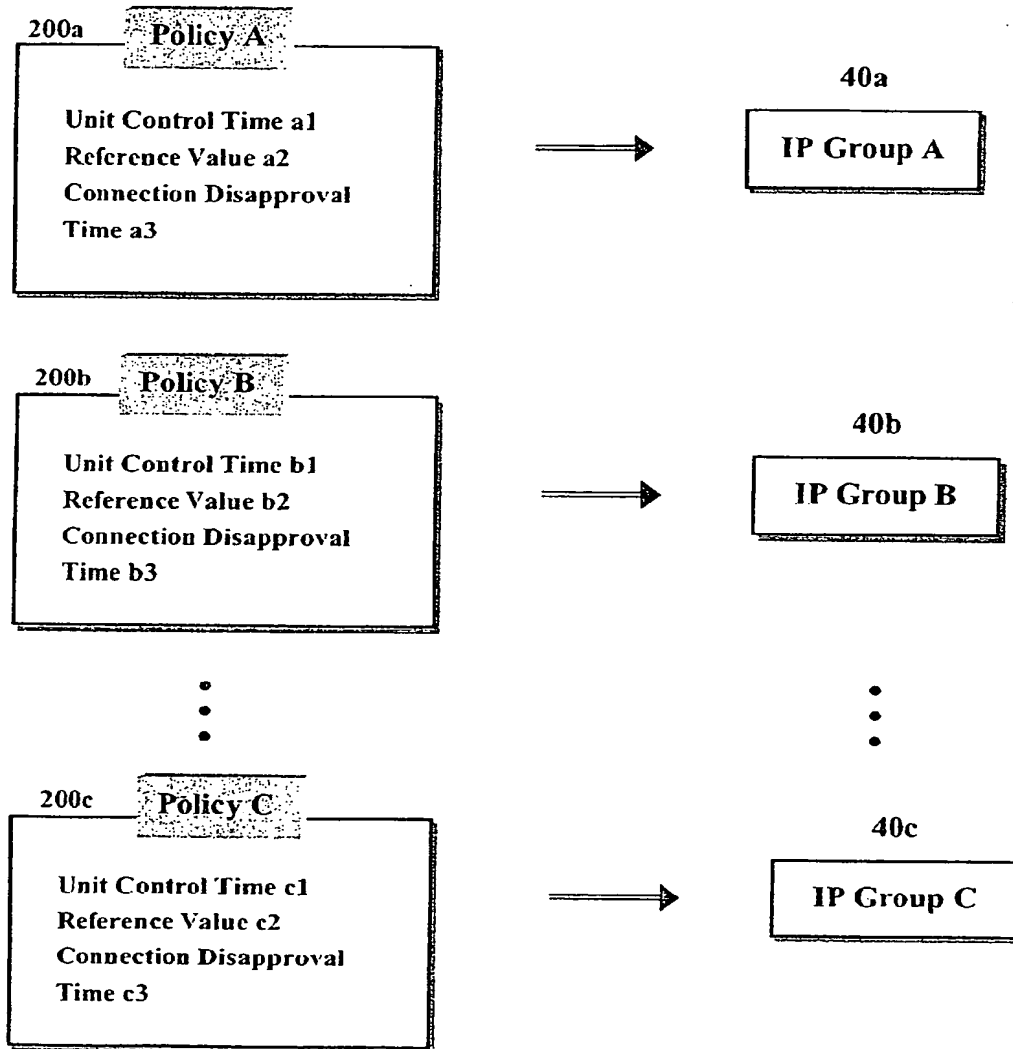 200a
Policy A
Unit Control Time a1
Reference Value a2
Connection Disapproval
Time a3
40a
IP Group A
200b
Policy B
Unit Control Time b1
Reference Value b2
Connection Disapproval
Time b3
40b
IP Group B
200c
Policy C
Unit Control Time c1
Reference Value c2
Connection Disapproval
Time c3
40c
IP Group C